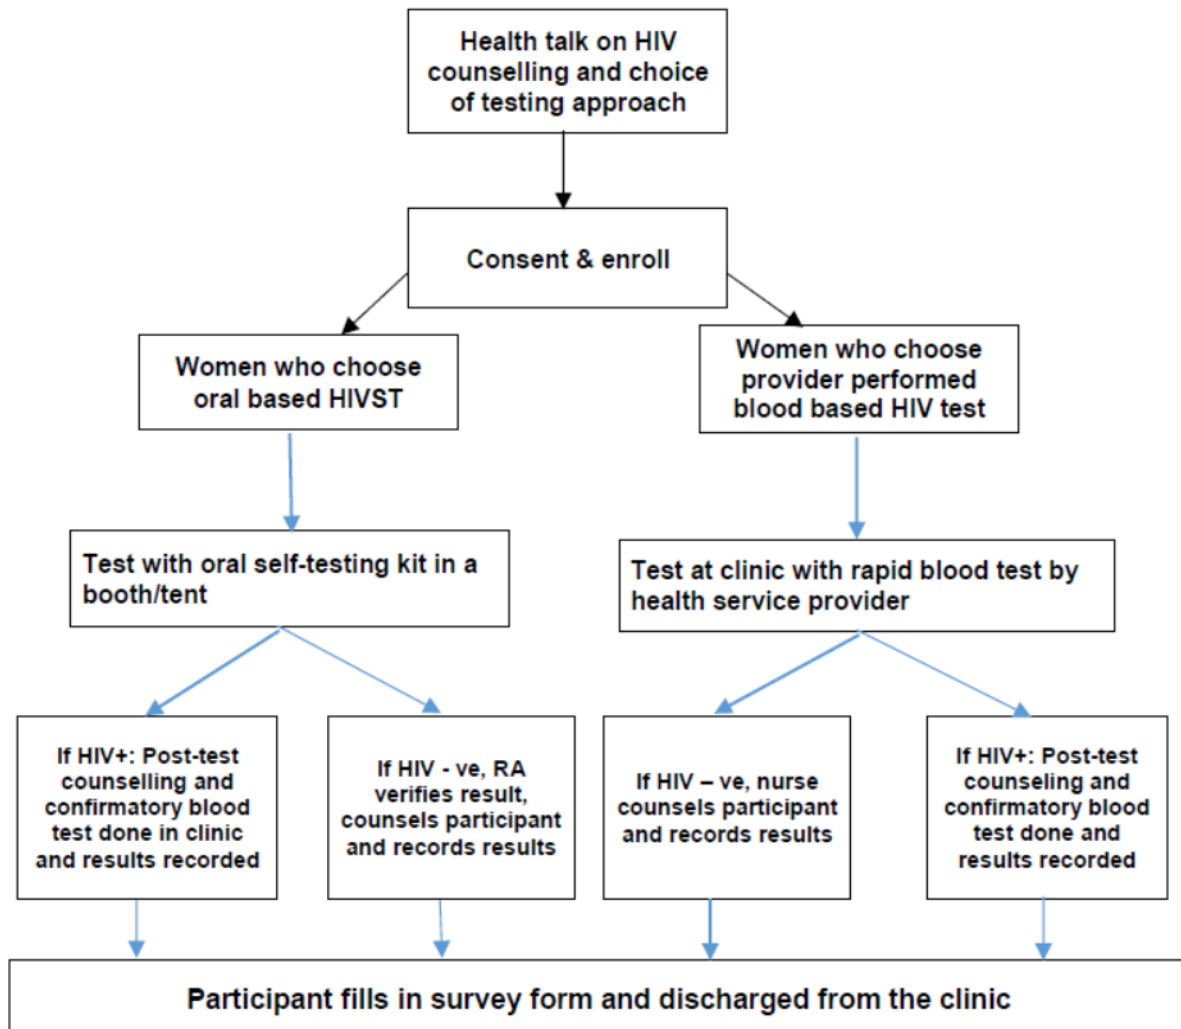 Health talk on HIV
counselling and choice
of testing approach
Consent & enroll
Women who choose
oral based HIVST
Women who choose
provider performed
blood based HIV test
Test with oral self-testing kit in a
booth/tent
Test at clinic with rapid blood test by
health service provider
If HIV+: Post-test
counselling and
confirmatory blood
test done in clinic
and results recorded
If HIV - ve, RA
verifies result,
counsels participant
and records results
If HIV – ve, nurse
counsels participant
and records results
If HIV+: Post-test
counseling and
confirmatory blood
test done and
results recorded
Participant fills in survey form and discharged from the clinic